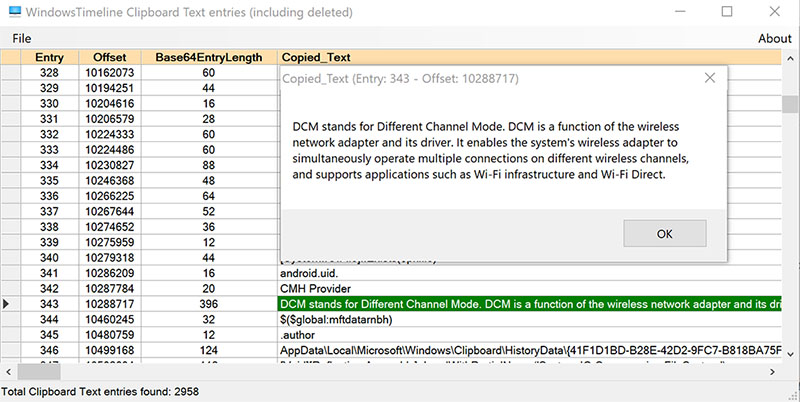 WindowsTimeline Clipboard Text entries (including deleted)
File About
Entry Offset Base64EntryLength Copied_Text
328 10162073 60
329 10194251 44
330 10204616 16
331 10206579 28
332 10224333 60
333 10224486 60
334 10230827 88
335 10246368 48
336 10266225 64
337 10267644 52
338 10274652 36
339 10275959 12
340 10279318 44
341 10286209 16 android.uid.
342 10287784 20 CMH Provider
343 10288717 396 DCM stands for Different Channel Mode. DCM is a function of the wireless network adapter and its dri
344 10460245 32 $($global:mftdatarnbh)
345 10480759 12 .author
346 10499168 124 AppData\Local\Microsoft\Windows\Clipboard\HistoryData\{41F1D1BD-B28E-42D2-9FC7-B818BA75F
Copied_Text (Entry: 343 - Offset: 10288717)
DCM stands for Different Channel Mode. DCM is a function of the wireless
network adapter and its driver. It enables the system's wireless adapter to
simultaneously operate multiple connections on different wireless channels,
and supports applications such as Wi-Fi infrastructure and Wi-Fi Direct.
OK
Total Clipboard Text entries found: 2958